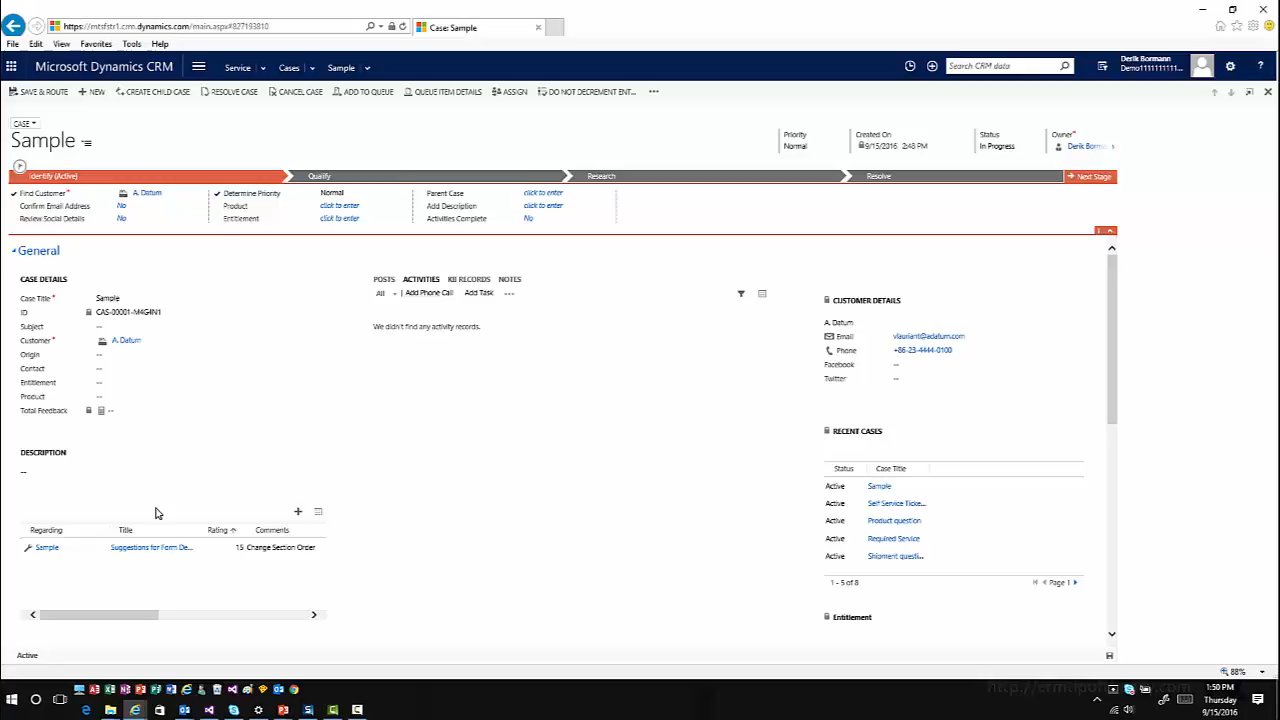 https://mtsfstr1.crm.dynamics.com/main.aspx#827193810
Case: Sample
File Edit View Favorites Tools Help
Microsoft Dynamics CRM Service Cases Sample Search CRM data Derik Bormann
Demo1111111111...
SAVE & ROUTE + NEW CREATE CHILD CASE RESOLVE CASE CANCEL CASE ADD TO QUEUE QUEUE ITEM DETAILS ASSIGN DO NOT DECREMENT ENT... •••
CASE
Sample
Priority Created On Status Owner*
Normal 9/15/2016 2:48 PM In Progress Derik Borma
Identify (Active) Qualify Research Resolve Next Stage
Find Customer* A. Datum Determine Priority Normal Parent Case click to enter
Confirm Email Address No Product click to enter Add Description click to enter
Review Social Details No Entitlement click to enter Activities Complete No
General
CASE DETAILS
Case Title* Sample
ID CAS-00001-M4G4N1
Subject --
Customer* A. Datum
Origin --
Contact --
Entitlement --
Product --
Total Feedback --
DESCRIPTION
--
Regarding Title Rating Comments
Sample Suggestions for Form De... 15 Change Section Order
POSTS ACTIVITIES KB RECORDS NOTES
All | Add Phone Call Add Task ---
We didn't find any activity records.
CUSTOMER DETAILS
A. Datum
Email vlauriant@adatum.com
Phone +86-23-4444-0100
Facebook --
Twitter --
RECENT CASES
Status Case Title
Active Sample
Active Self Service Ticke...
Active Product question
Active Required Service
Active Shipment questi...
1 - 5 of 8 Page 1
Entitlement
Active
88%
1:50 PM
Thursday
9/15/2016